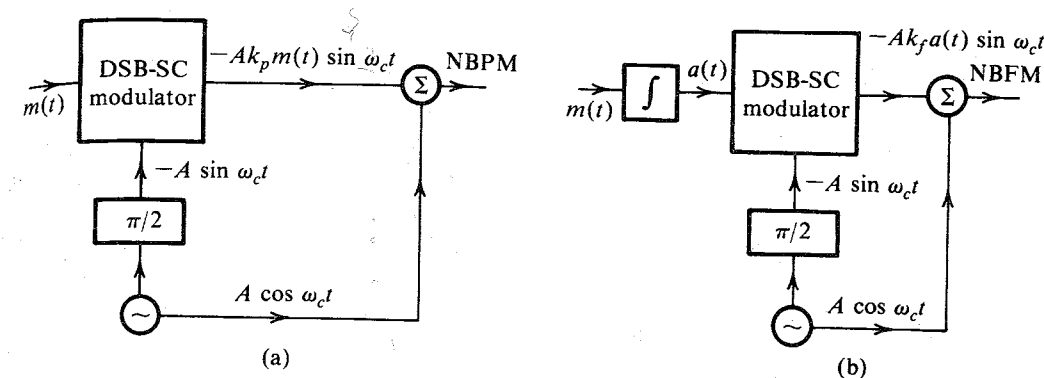 −Ak_p m(t) sin ω_c t
NBPM
DSB-SC
modulator
m(t)
Σ
−A sin ω_c t
π/2
~
A cos ω_c t
(a)
−Ak_f a(t) sin ω_c t
NBFM
a(t)
DSB-SC
modulator
m(t)
∫
Σ
−A sin ω_c t
π/2
~
A cos ω_c t
(b)